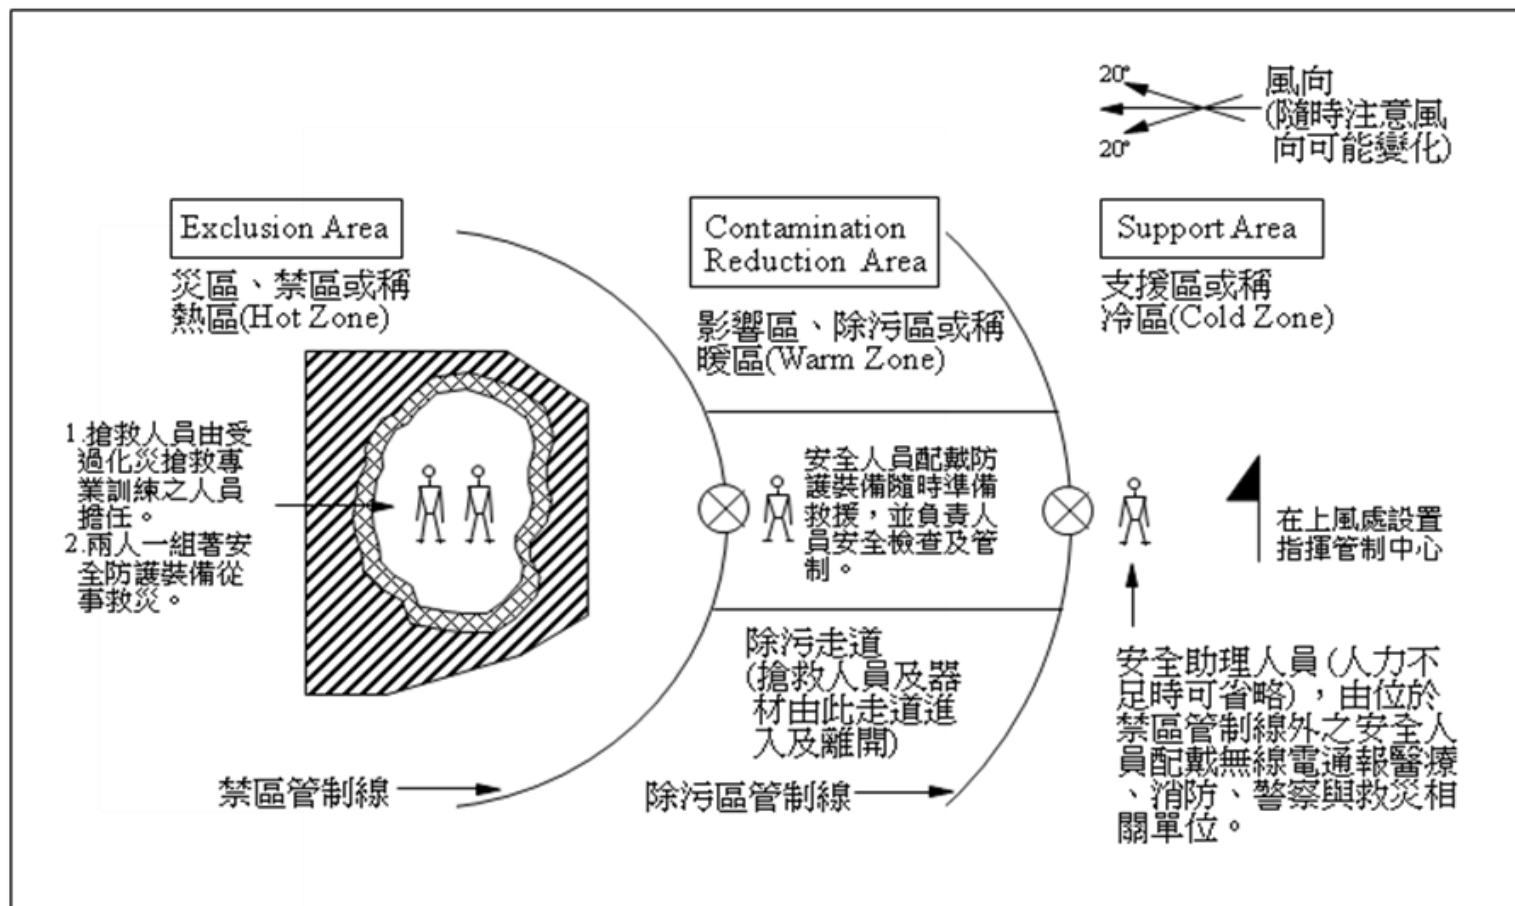 20°
風向
(隨時注意風
向可能變化)
20°
Exclusion Area
災區、禁區或稱
熱區(Hot Zone)
Contamination
Reduction Area
影響區、除污區或稱
暖區(Warm Zone)
Support Area
支援區或稱
冷區(Cold Zone)
1.搶救人員由受
過化災搶救專
業訓練之人員
擔任。
2.兩人一組著安
全防護裝備從
事救災。
安全人員配戴防
護裝備隨時準備
救援，並負責人
員安全檢查及管
制。
在上風處設置
指揮管制中心
除污走道
(搶救人員及器
材由此走道進
入及離開)
安全助理人員(人力不
足時可省略)，由位於
禁區管制線外之安全人
員配戴無線電通報醫療
、消防、警察與救災相
關單位。
禁區管制線
除污區管制線